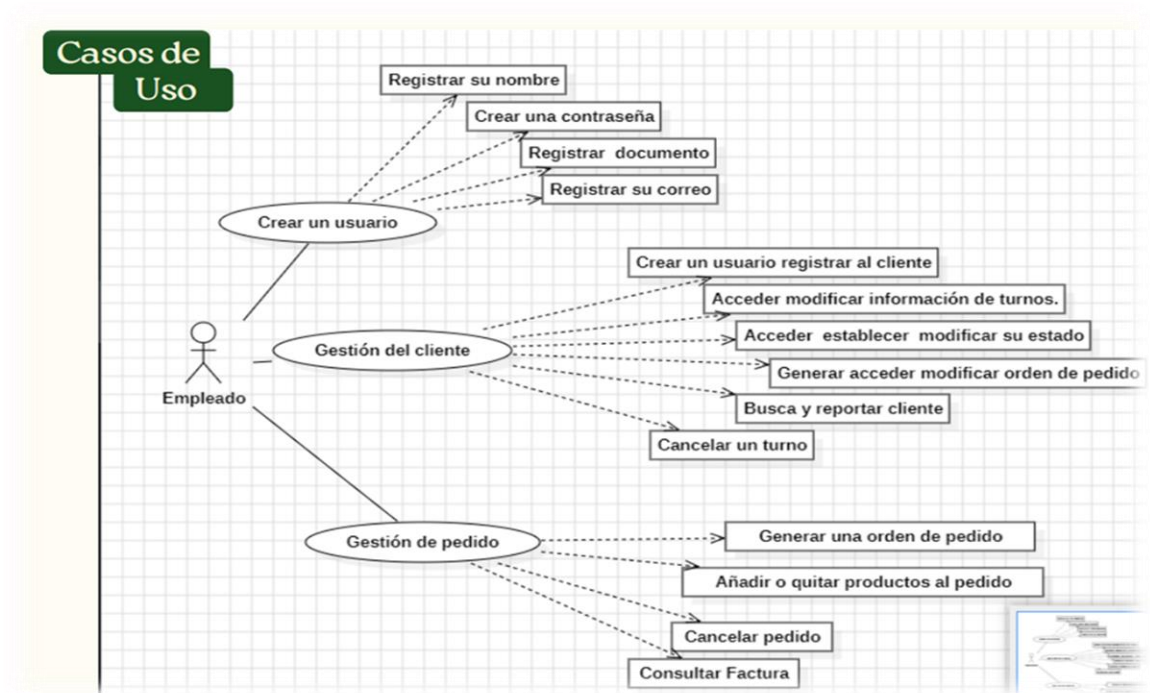 Casos de
Uso
Registrar su nombre
Crear una contraseña
Registrar documento
Registrar su correo
Crear un usuario
Crear un usuario registrar al cliente
Acceder modificar información de turnos.
Acceder establecer modificar su estado
Gestión del cliente
Generar acceder modificar orden de pedido
Empleado
Busca y reportar cliente
Cancelar un turno
Generar una orden de pedido
Gestión de pedido
Añadir o quitar productos al pedido
Cancelar pedido
Consultar Factura